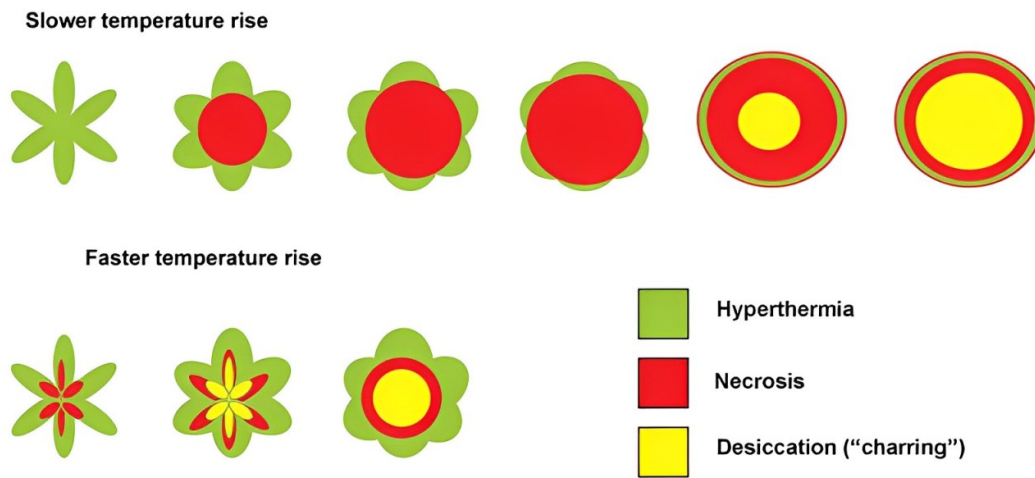 Slower temperature rise
Faster temperature rise
Hyperthermia
Necrosis
Desiccation (“charring”)